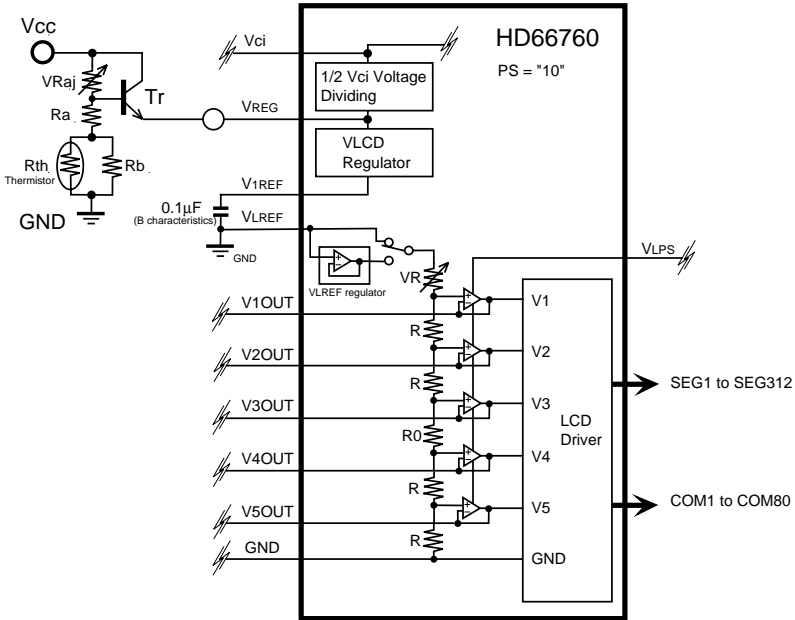 Vcc
VRaj
Ra
Rth
Thermistor
Rb
Tr
GND
HD66760
PS = "10"
Vci
1/2 Vci Voltage
Dividing
VREG
VLCD
Regulator
V1REF
0.1µF
(B characteristics)
VLREF
GND
VLREF regulator
VR
VLPS
V1OUT
V1
R
V2OUT
V2
R
V3OUT
V3
R0
LCD
Driver
V4OUT
V4
R
V5OUT
V5
R
GND
GND
SEG1 to SEG312
COM1 to COM80
+
−
+
−
+
−
+
−
+
−
+
−